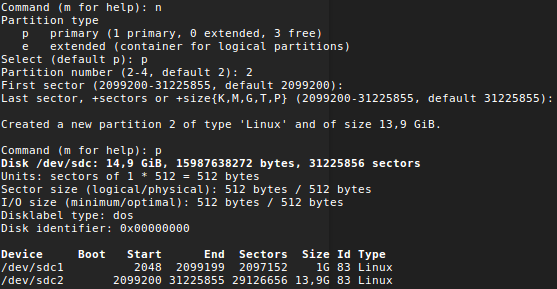 Command (m for help): n
Partition type
p primary (1 primary, 0 extended, 3 free)
e extended (container for logical partitions)
Select (default p): p
Partition number (2-4, default 2): 2
First sector (2099200-31225855, default 2099200):
Last sector, +sectors or +size{K,M,G,T,P} (2099200-31225855, default 31225855):
Created a new partition 2 of type 'Linux' and of size 13,9 GiB.
Command (m for help): p
Disk /dev/sdc: 14,9 GiB, 15987638272 bytes, 31225856 sectors
Units: sectors of 1 * 512 = 512 bytes
Sector size (logical/physical): 512 bytes / 512 bytes
I/O size (minimum/optimal): 512 bytes / 512 bytes
Disklabel type: dos
Disk identifier: 0x00000000
Device Boot Start End Sectors Size Id Type
/dev/sdc1 2048 2099199 2097152 1G 83 Linux
/dev/sdc2 2099200 31225855 29126656 13,9G 83 Linux